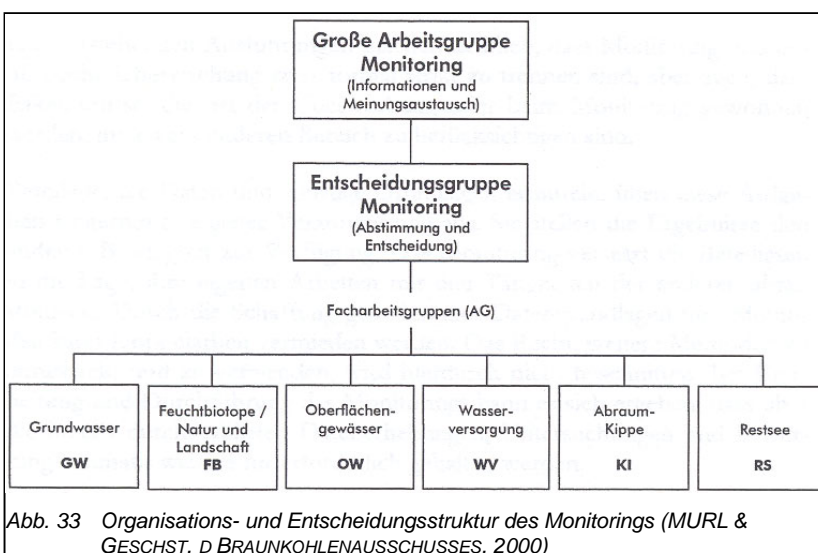 Große Arbeitsgruppe
Monitoring
(Informationen und
Meinungsaustausch)
Entscheidungsgruppe
Monitoring
(Abstimmung und
Entscheidung)
Facharbeitsgruppen (AG)
Grundwasser
GW
Feuchtbiotope /
Natur und
Landschaft
FB
Oberflächen-
gewässer
OW
Wasser-
versorgung
WV
Abraum-
Kippe
KI
Restsee
RS
Abb. 33 Organisations- und Entscheidungsstruktur des Monitorings (MURL &
GESCHST. D BRAUNKOHLENAUSSCHUSSES, 2000)